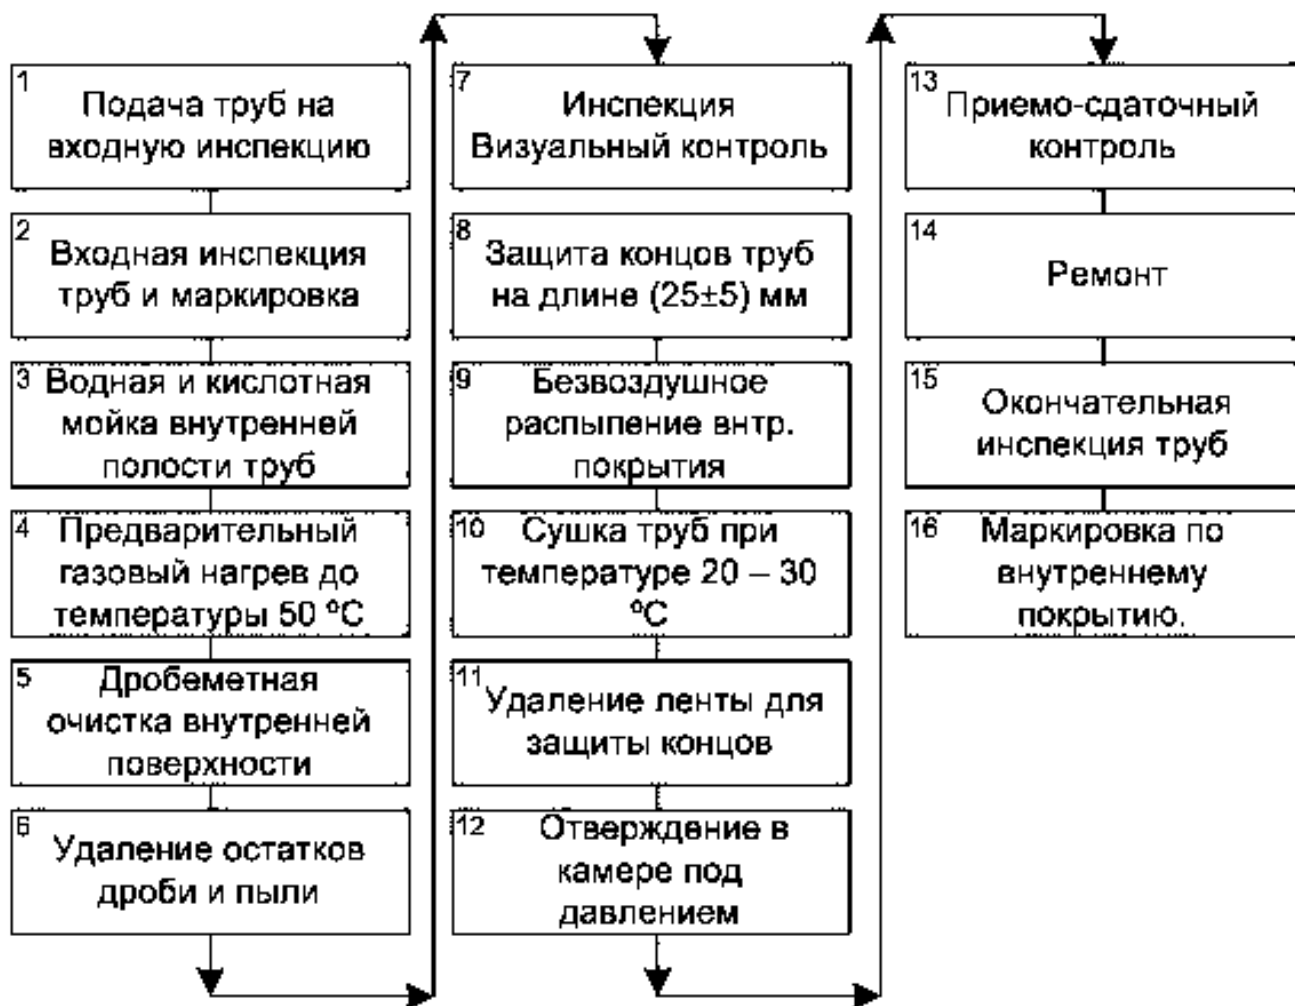 1
Подача труб на
входную инспекцию
2
Входная инспекция
труб и маркировка
3
Водная и кислотная
мойка внутренней
полости труб
4
Предварительный
газовый нагрев до
температуры 50 ºС
5
Дробеметная
очистка внутренней
поверхности
6
Удаление остатков
дроби и пыли
7
Инспекция
Визуальный контроль
8
Защита концов труб
на длине (25±5) мм
9
Безвоздушное
распыпение внтр.
покрытия
10
Сушка труб при
температуре 20 – 30
ºС
11
Удаление ленты для
защиты концов
12
Отверждение в
камере под
давлением
13
Приемо-сдаточный
контроль
14
Ремонт
15
Окончательная
инспекция труб
16
Маркировка по
внутреннему
покрытию.